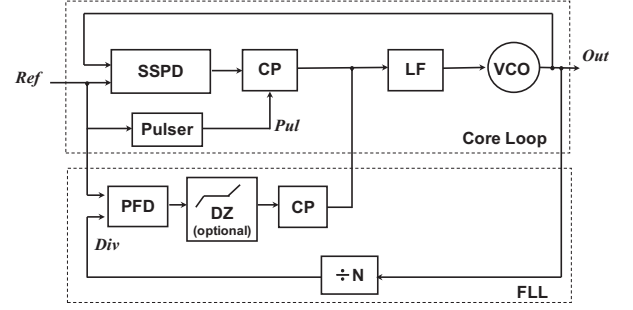 Out
Ref
SSPD
CP
LF
VCO
Pulser
Pul
Core Loop
PFD
DZ
(optional)
CP
Div
÷N
FLL